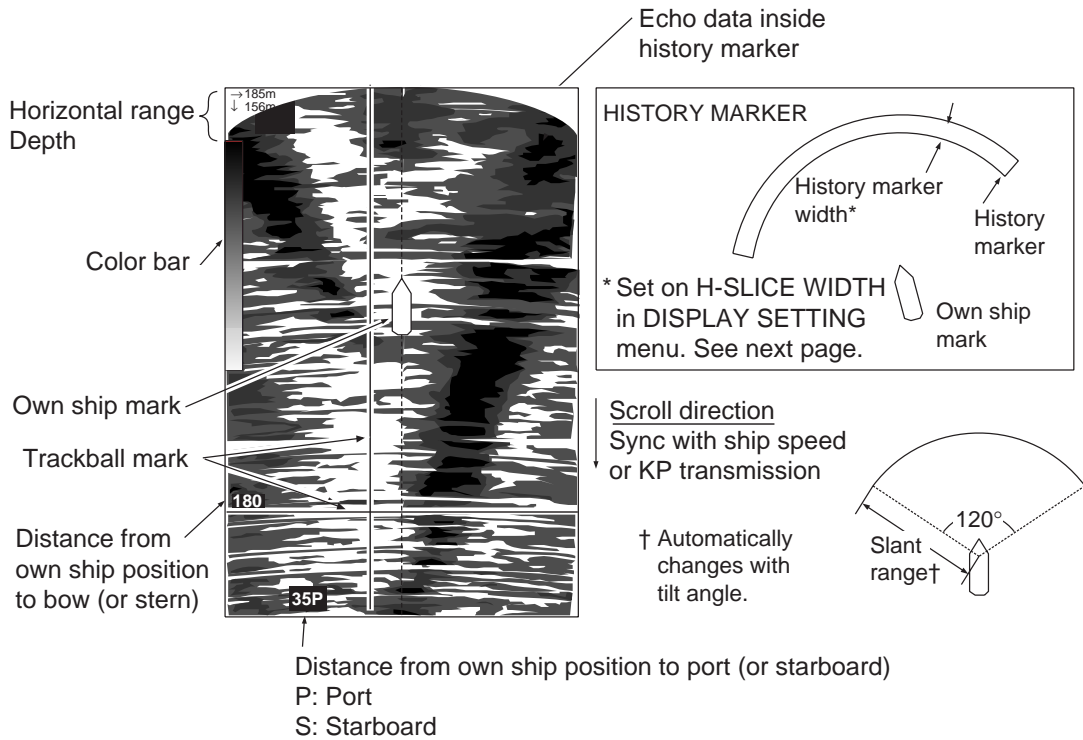 Echo data inside
history marker
→185m
↓ 156m
Horizontal range
Depth
Color bar
Own ship mark
Trackball mark
180
Distance from
own ship position
to bow (or stern)
35P
Distance from own ship position to port (or starboard)
P: Port
S: Starboard
HISTORY MARKER
History marker
width*
History
marker
* Set on H-SLICE WIDTH
in DISPLAY SETTING
menu. See next page.
Own ship
mark
Scroll direction
Sync with ship speed
or KP transmission
† Automatically
changes with
tilt angle.
120°
Slant
range†